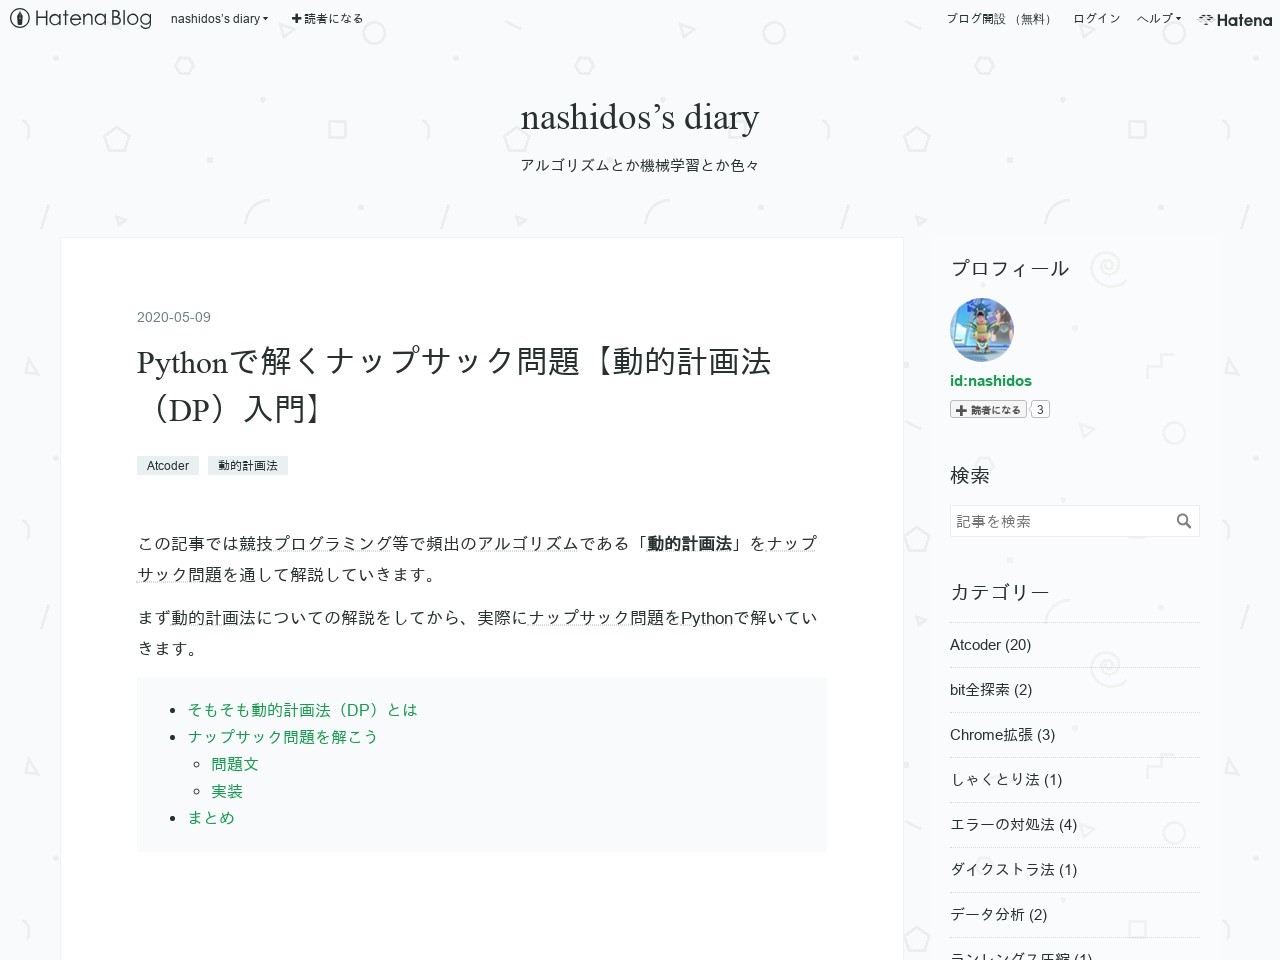 Hatena Blog
nashidos's diary
読者になる
ブログ開設 （無料）
ログイン
ヘルプ
Hatena
nashidos’s diary
アルゴリズムとか機械学習とか色々
2020-05-09
Pythonで解くナップサック問題【動的計画法
（DP）入門】
Atcoder
動的計画法
この記事では競技プログラミング等で頻出のアルゴリズムである「動的計画法」をナップ
サック問題を通して解説していきます。
まず動的計画法についての解説をしてから、実際にナップサック問題をPythonで解いてい
きます。
そもそも動的計画法（DP）とは
ナップサック問題を解こう
問題文
実装
まとめ
プロフィール
id:nashidos
読者になる 3
検索
記事を検索
カテゴリー
Atcoder (20)
bit全探索 (2)
Chrome拡張 (3)
しゃくとり法 (1)
エラーの対処法 (4)
ダイクストラ法 (1)
データ分析 (2)
ランレングス圧縮 (1)